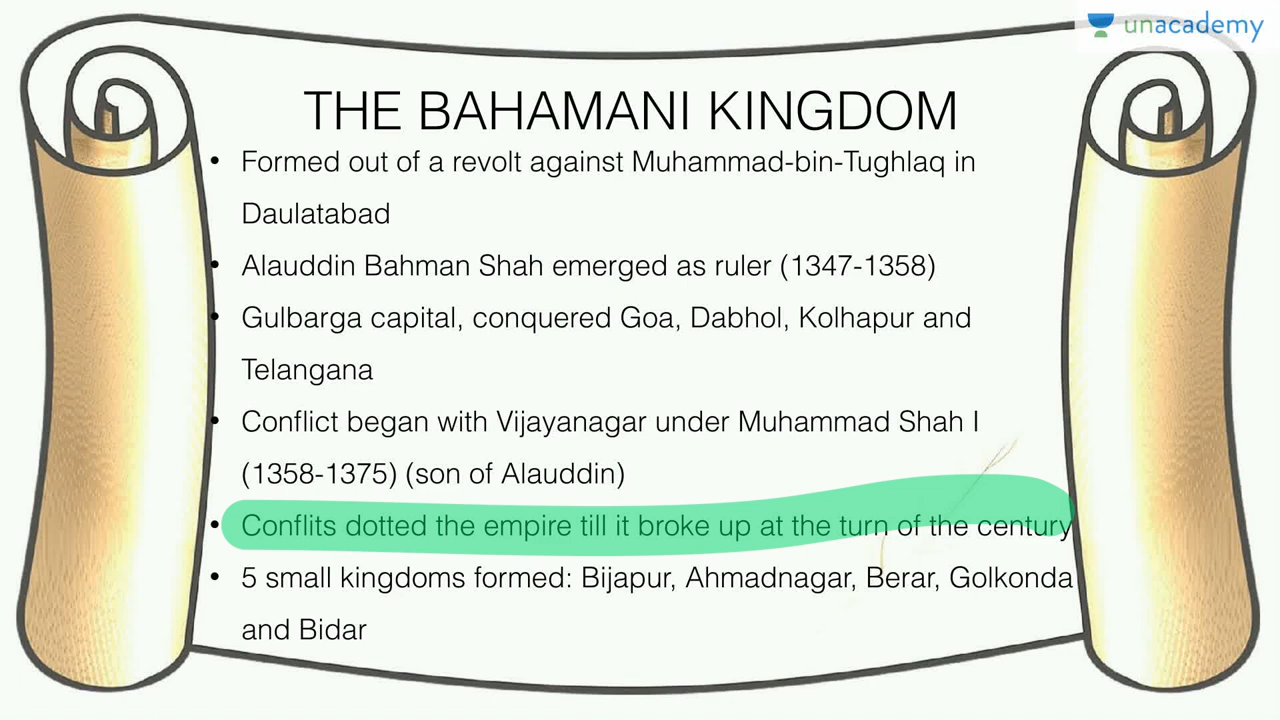 unacademy
THE BAHAMANI KINGDOM
• Formed out of a revolt against Muhammad-bin-Tughlaq in
Daulatabad
• Alauddin Bahman Shah emerged as ruler (1347-1358)
• Gulbarga capital, conquered Goa, Dabhol, Kolhapur and
Telangana
• Conflict began with Vijayanagar under Muhammad Shah I
(1358-1375) (son of Alauddin)
• Conflits dotted the empire till it broke up at the turn of the century
• 5 small kingdoms formed: Bijapur, Ahmadnagar, Berar, Golkonda
and Bidar